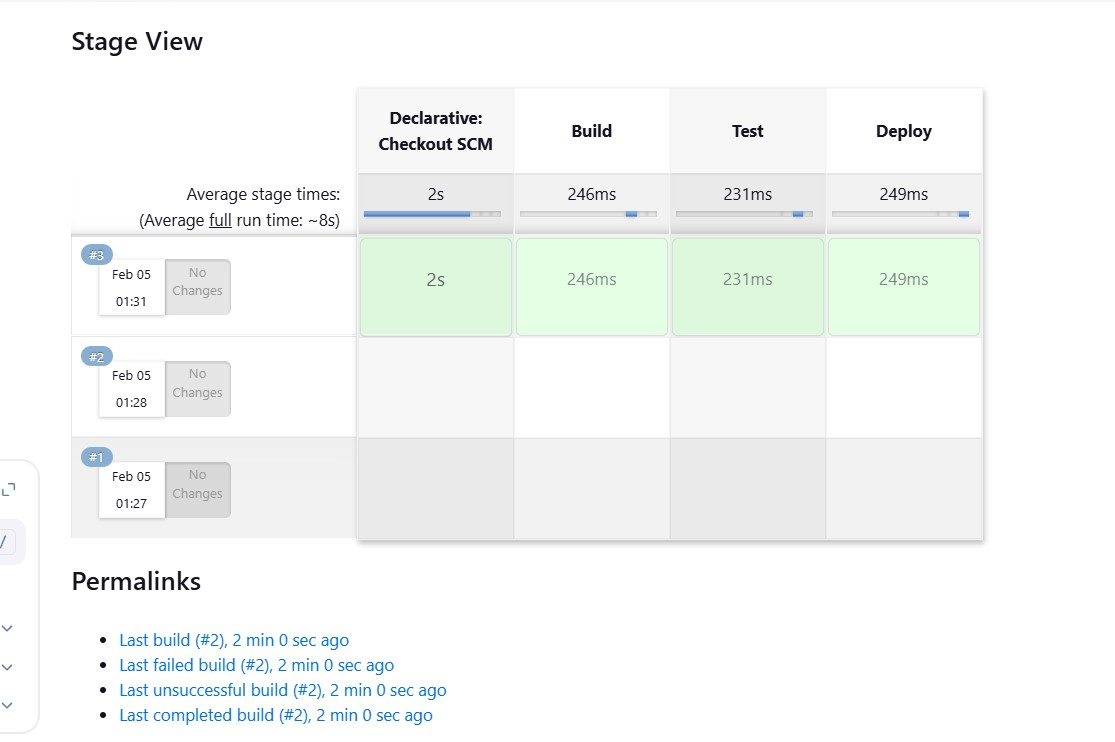 Stage View
Declarative:
Checkout SCM
Build
Test
Deploy
Average stage times:
(Average full run time: ~8s)
2s
246ms
231ms
249ms
#3
Feb 05
01:31
No
Changes
2s
246ms
231ms
249ms
#2
Feb 05
01:28
No
Changes
#1
Feb 05
01:27
No
Changes
/
Permalinks
Last build (#2), 2 min 0 sec ago
Last failed build (#2), 2 min 0 sec ago
Last unsuccessful build (#2), 2 min 0 sec ago
Last completed build (#2), 2 min 0 sec ago